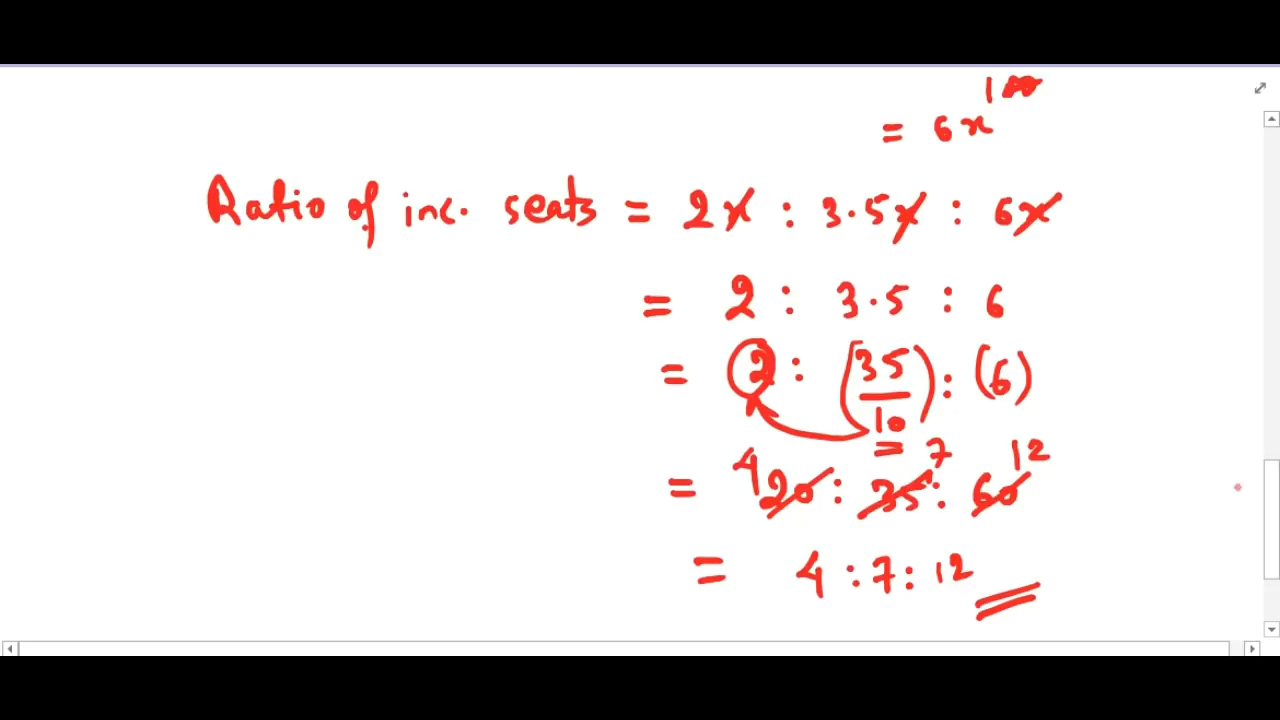 100
= 6x
Ratio of inc. seats = 2x : 3.5x : 6x
= 2 : 3.5 : 6
= 2 : (35/10) : (6)
4 7 12
= 20 : 35 : 60
= 4 : 7 : 12